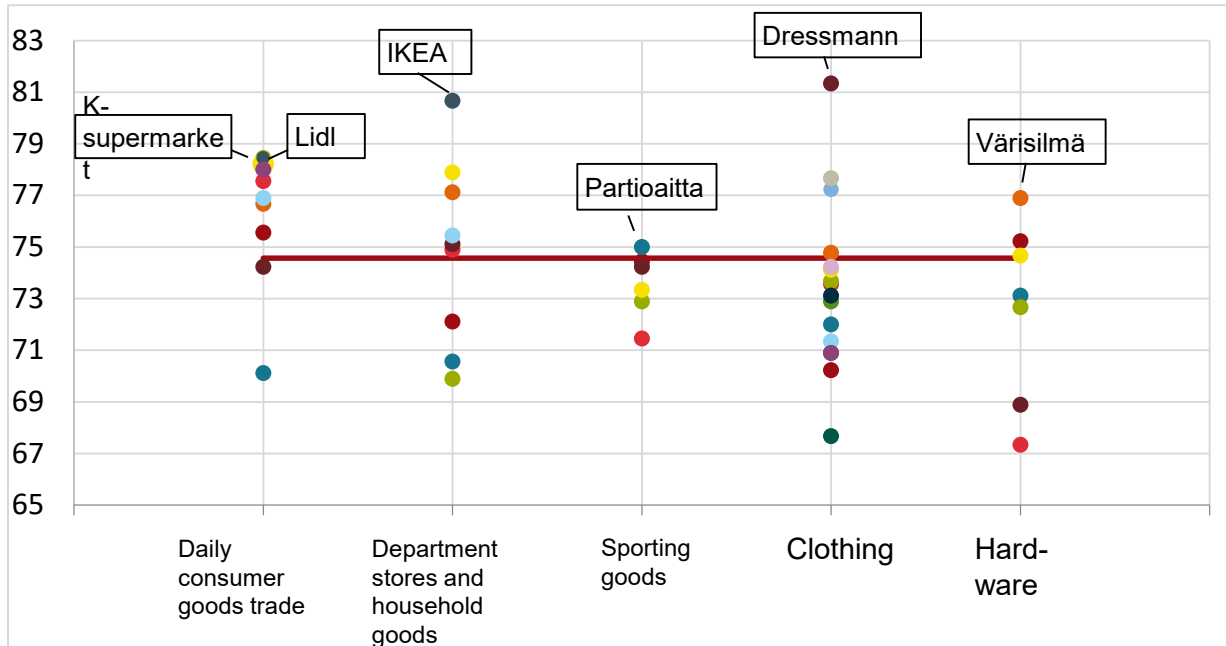 83
81
79
77
75
73
71
69
67
65
K-
supermarke
t
Lidl
IKEA
Partioaitta
Dressmann
Värisilmä
Daily
consumer
goods trade
Department
stores and
household
goods
Sporting
goods
Clothing
Hard-
ware